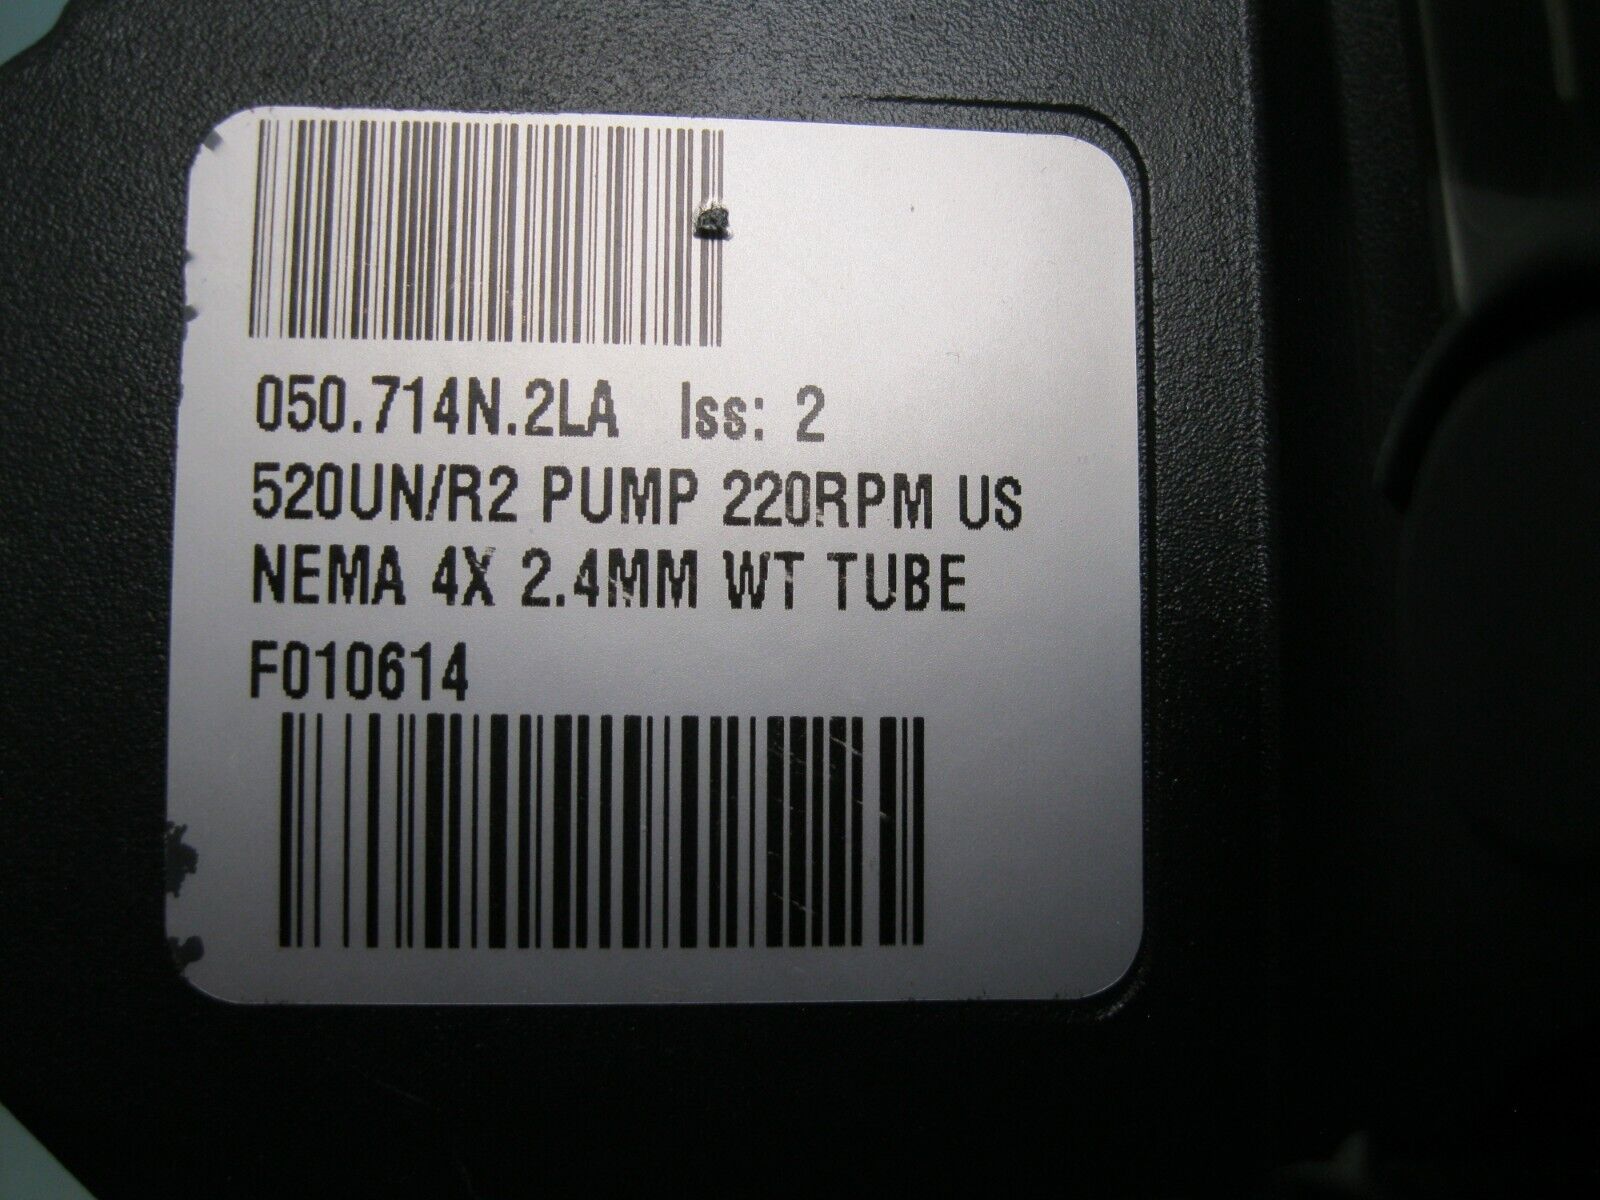 050.714N.2LA Iss: 2
520UN/R2 PUMP 220RPM US
NEMA 4X 2.4MM WT TUBE
F010614